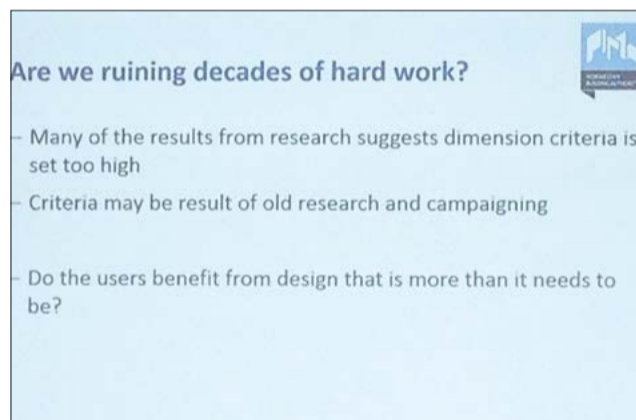 Are we ruining decades of hard work?
– Many of the results from research suggests dimension criteria is
set too high
– Criteria may be result of old research and campaigning
– Do the users benefit from design that is more than it needs to
be?